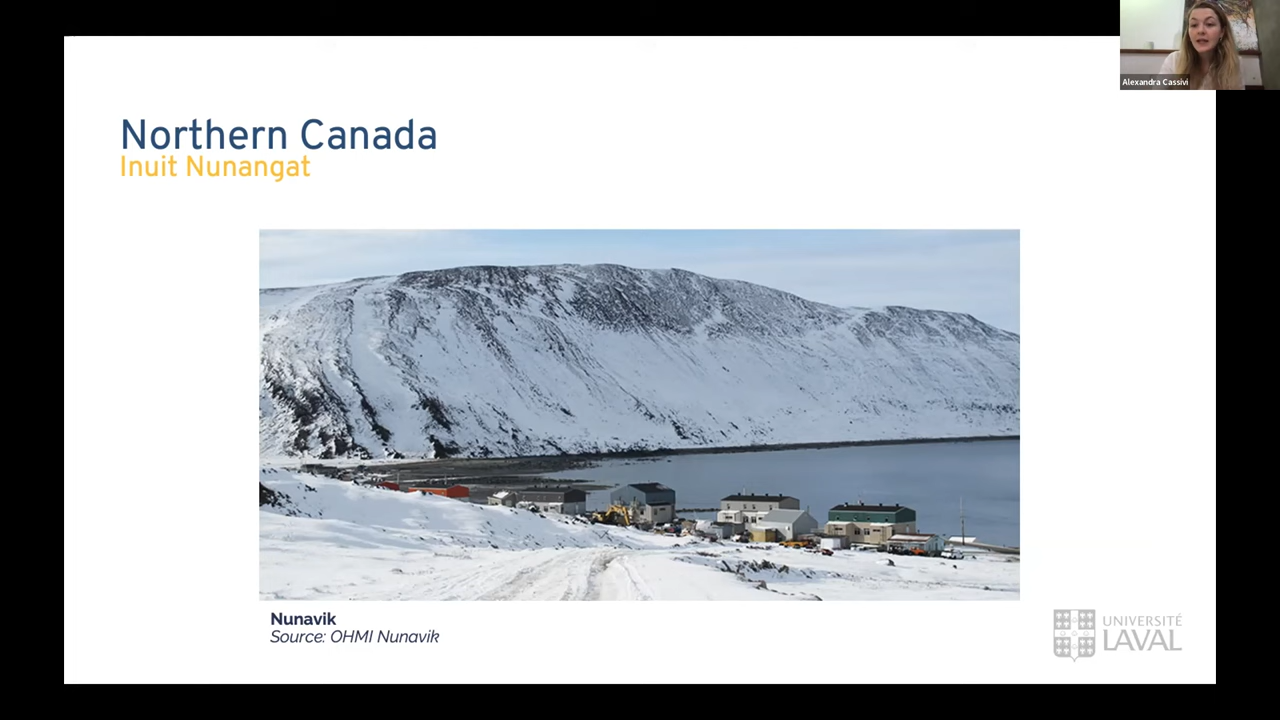 Alexandra Cassivi
Northern Canada
Inuit Nunangat
Nunavik
Source: OHMI Nunavik
UNIVERSITÉ
LAVAL